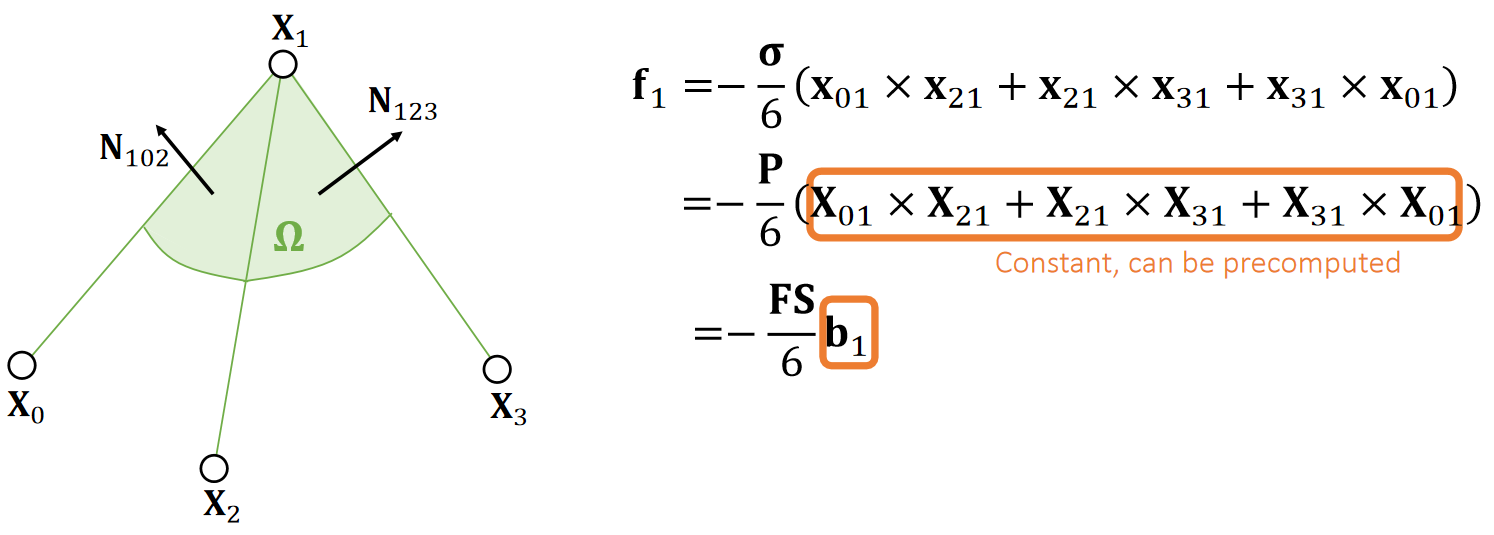 X₁
N₁₀₂
N₁₂₃
Ω
X₀
X₂
X₃
f₁ =− σ/6 (x₀₁ × x₂₁ + x₂₁ × x₃₁ + x₃₁ × x₀₁)
=− P/6 (X₀₁ × X₂₁ + X₂₁ × X₃₁ + X₃₁ × X₀₁)
Constant, can be precomputed
=− FS/6 b₁